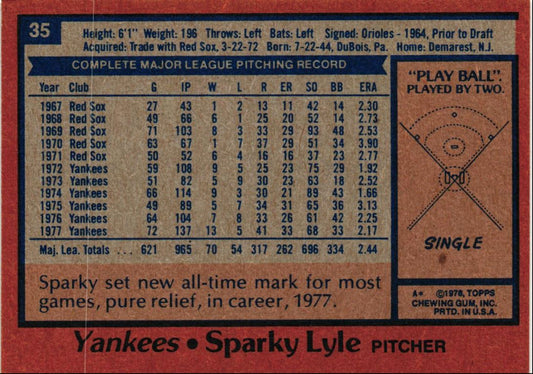 35
Height: 6'1" Weight: 196 Throws: Left Bats: Left Signed: Orioles - 1964, Prior to Draft
Acquired: Trade with Red Sox, 3-22-72 Born: 7-22-44, DuBois, Pa. Home: Demarest, N.J.
COMPLETE MAJOR LEAGUE PITCHING RECORD
Year Club G IP W L R ER SO BB ERA
1967 Red Sox 27 43 1 2 13 11 42 14 2.30
1968 Red Sox 49 66 6 1 25 20 52 14 2.73
1969 Red Sox 71 103 8 3 33 29 93 48 2.53
1970 Red Sox 63 67 1 7 37 29 51 34 3.90
1971 Red Sox 50 52 6 4 16 16 37 23 2.77
1972 Yankees 59 108 9 5 25 23 75 29 1.92
1973 Yankees 51 82 5 9 30 23 63 18 2.52
1974 Yankees 66 114 9 3 30 21 89 43 1.66
1975 Yankees 49 89 5 7 34 31 65 36 3.13
1976 Yankees 64 104 7 8 33 26 61 42 2.25
1977 Yankees 72 137 13 5 41 33 68 33 2.17
Maj. Lea. Totals ... 621 965 70 54 317 262 696 334 2.44
Sparky set new all-time mark for most
games, pure relief, in career, 1977.
"PLAY BALL".
PLAYED BY TWO.
SINGLE
A* ©1978, TOPPS
CHEWING GUM, INC.
PRTD. IN U.S.A.
Yankees • Sparky Lyle PITCHER